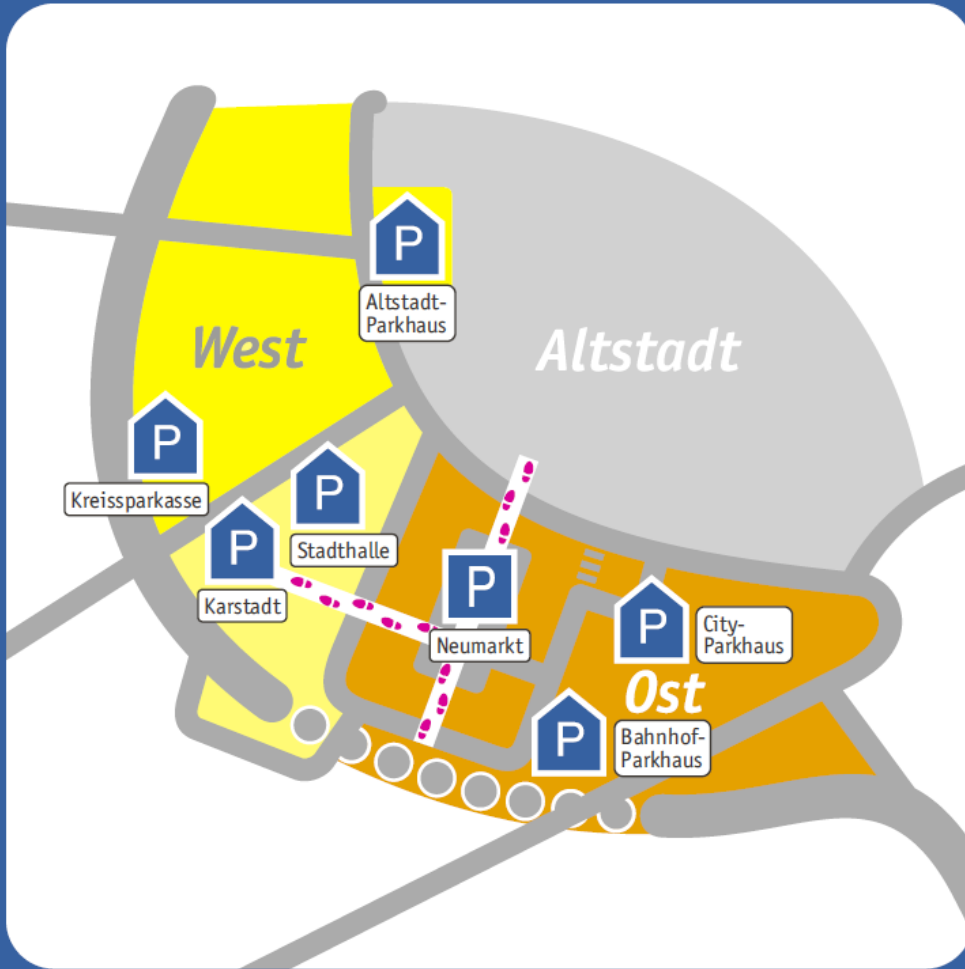 P
Altstadt-
Parkhaus
West
Altstadt
P
Kreissparkasse
P
Stadthalle
P
Karstadt
P
Neumarkt
P
City-
Parkhaus
Ost
P
Bahnhof-
Parkhaus